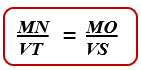 MN/VT = MO/VS